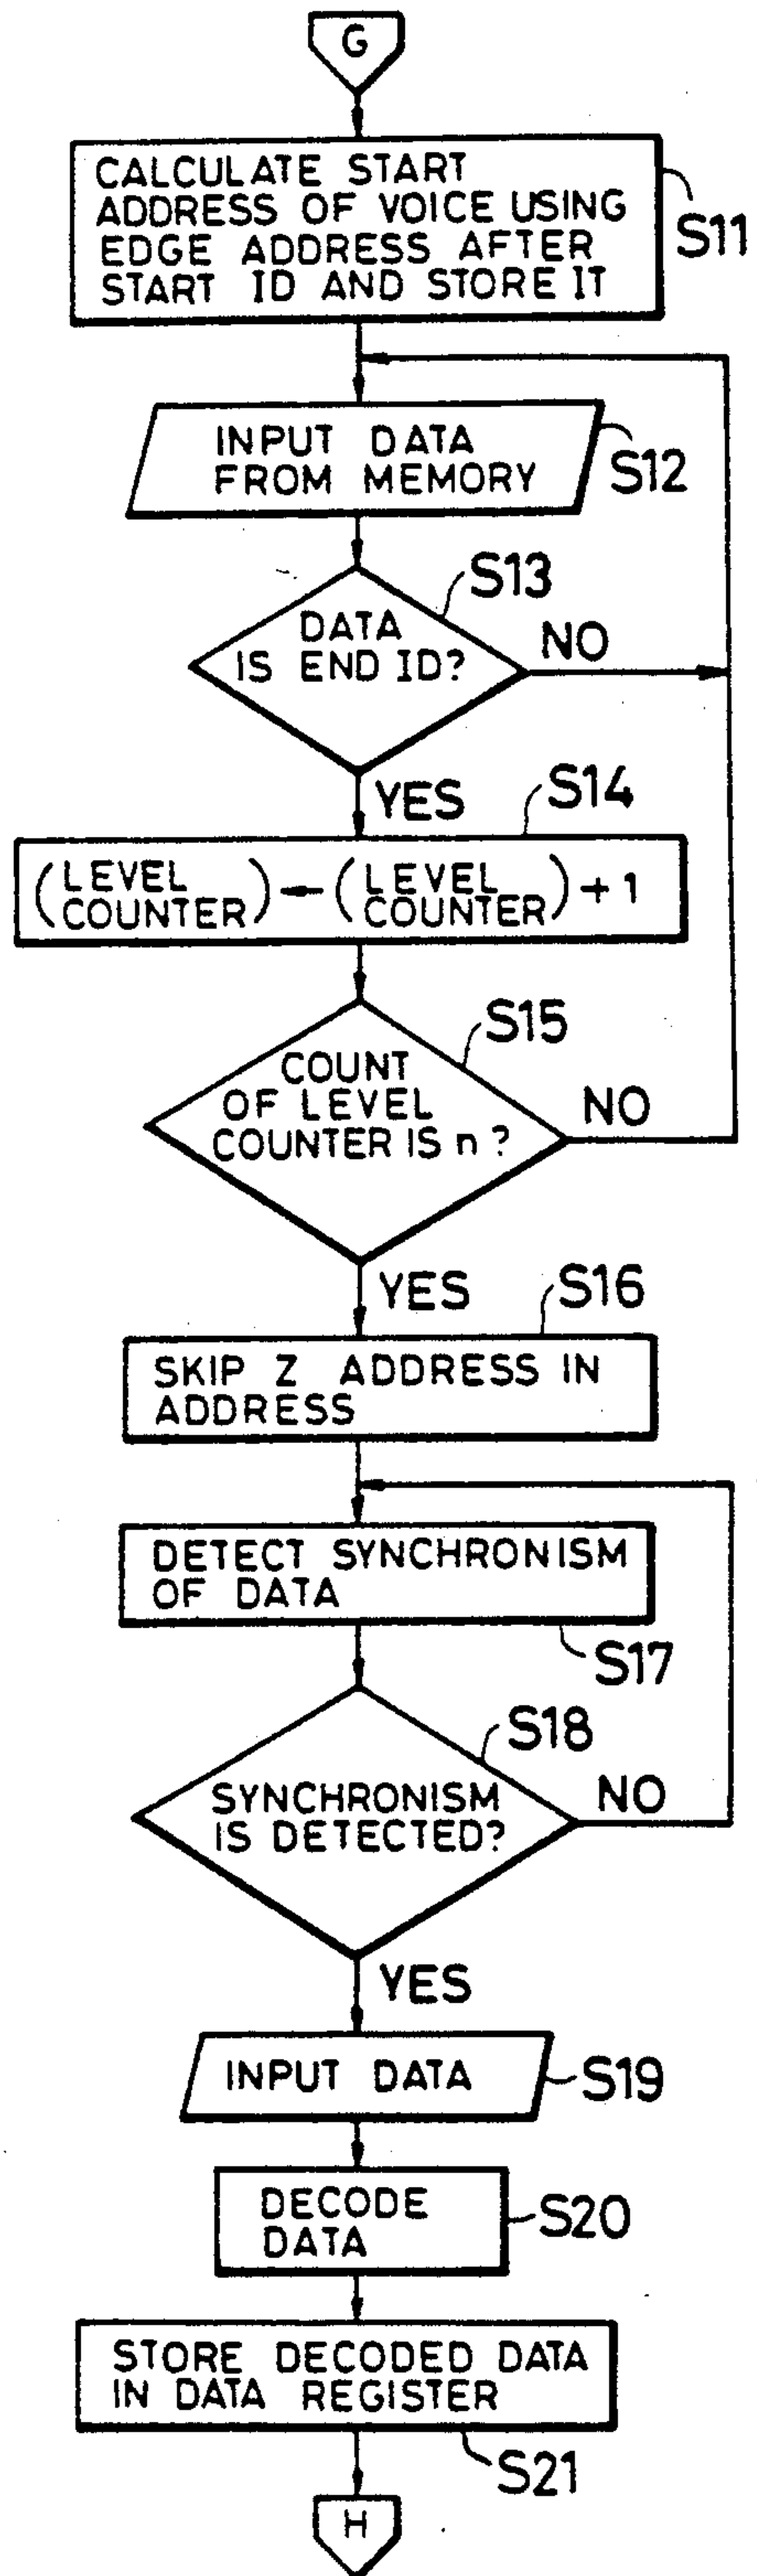 G
CALCULATE START
ADDRESS OF VOICE USING
EDGE ADDRESS AFTER
START ID AND STORE IT
S11
INPUT DATA
FROM MEMORY
S12
S13
DATA
IS END ID?
NO
YES
S14
(LEVEL COUNTER) ← (LEVEL COUNTER) + 1
S15
COUNT
OF LEVEL
COUNTER IS n ?
NO
YES
S16
SKIP Z ADDRESS IN
ADDRESS
DETECT SYNCHRONISM
OF DATA
S17
S18
SYNCHRONISM
IS DETECTED?
NO
YES
INPUT DATA
S19
DECODE
DATA
S20
STORE DECODED DATA
IN DATA REGISTER
S21
H